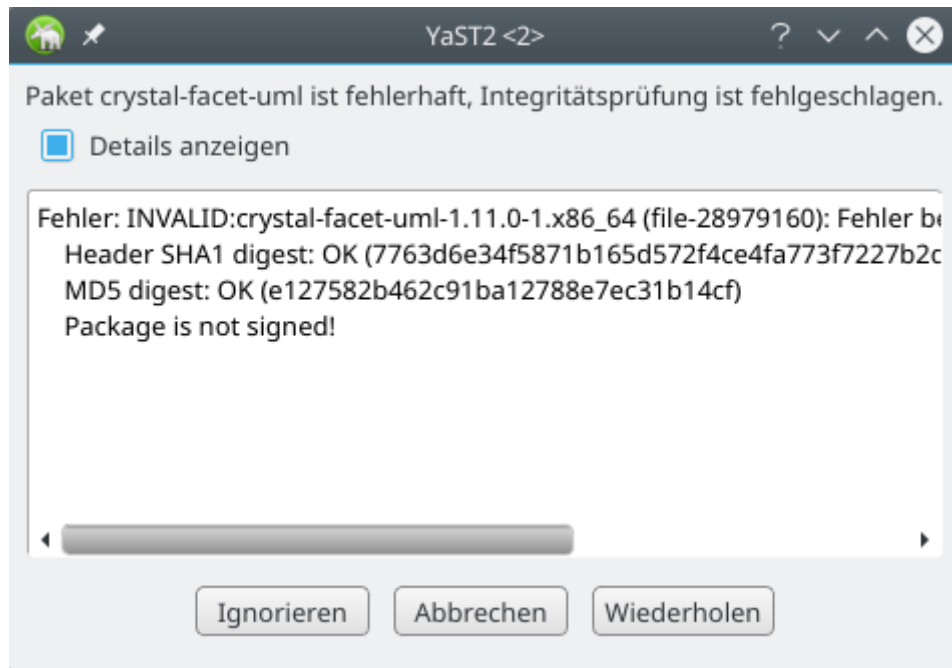 YaST2 <2>
Paket crystal-facet-uml ist fehlerhaft, Integritätsprüfung ist fehlgeschlagen.
Details anzeigen
Fehler: INVALID:crystal-facet-uml-1.11.0-1.x86_64 (file-28979160): Fehler
Header SHA1 digest: OK (7763d6e34f5871b165d572f4ce4fa773f7227b2c
MD5 digest: OK (e127582b462c91ba12788e7ec31b14cf)
Package is not signed!
Ignorieren
Abbrechen
Wiederholen